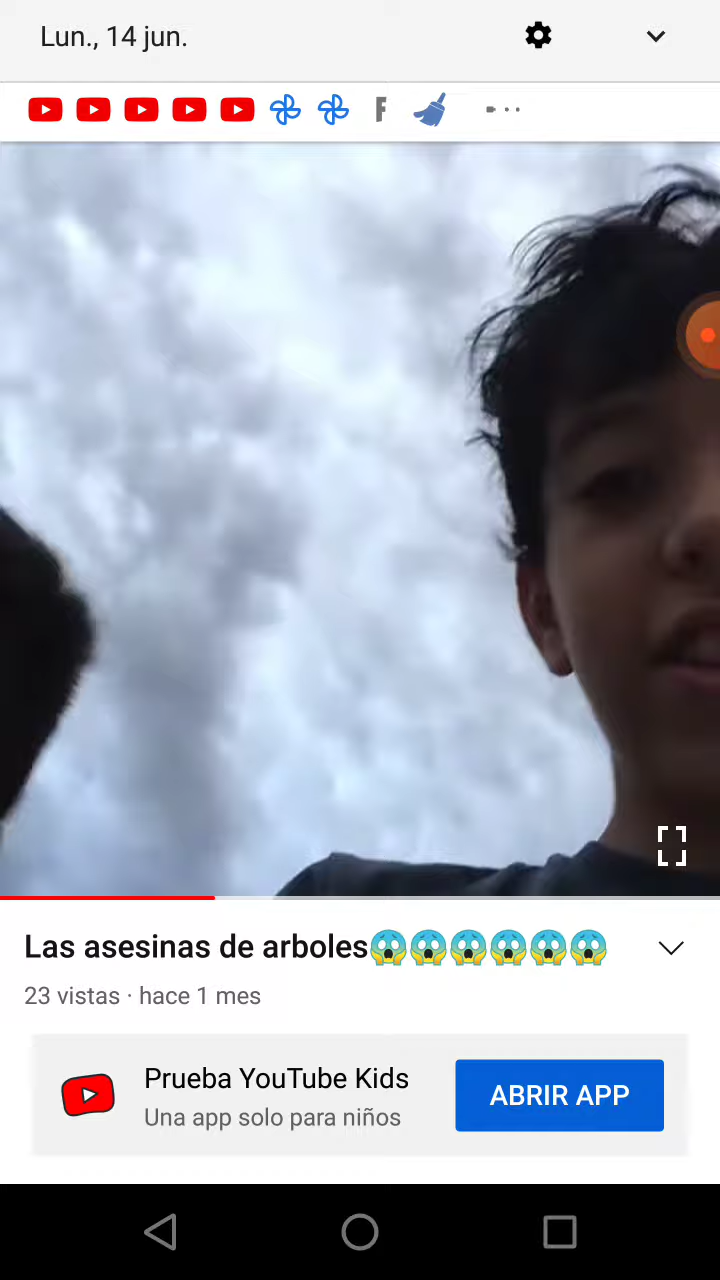 Lun., 14 jun.
Las asesinas de arboles😱😱😱😱😱😱
23 vistas · hace 1 mes
Prueba YouTube Kids
Una app solo para niños
ABRIR APP